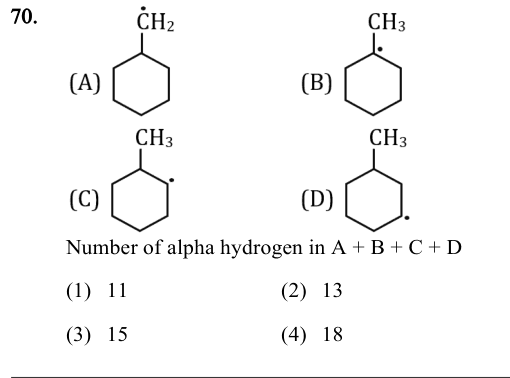 70.
ĊH₂
CH₃
(A)
(B)
CH₃
CH₃
(C)
(D)
Number of alpha hydrogen in A + B + C + D
(1) 11
(2) 13
(3) 15
(4) 18